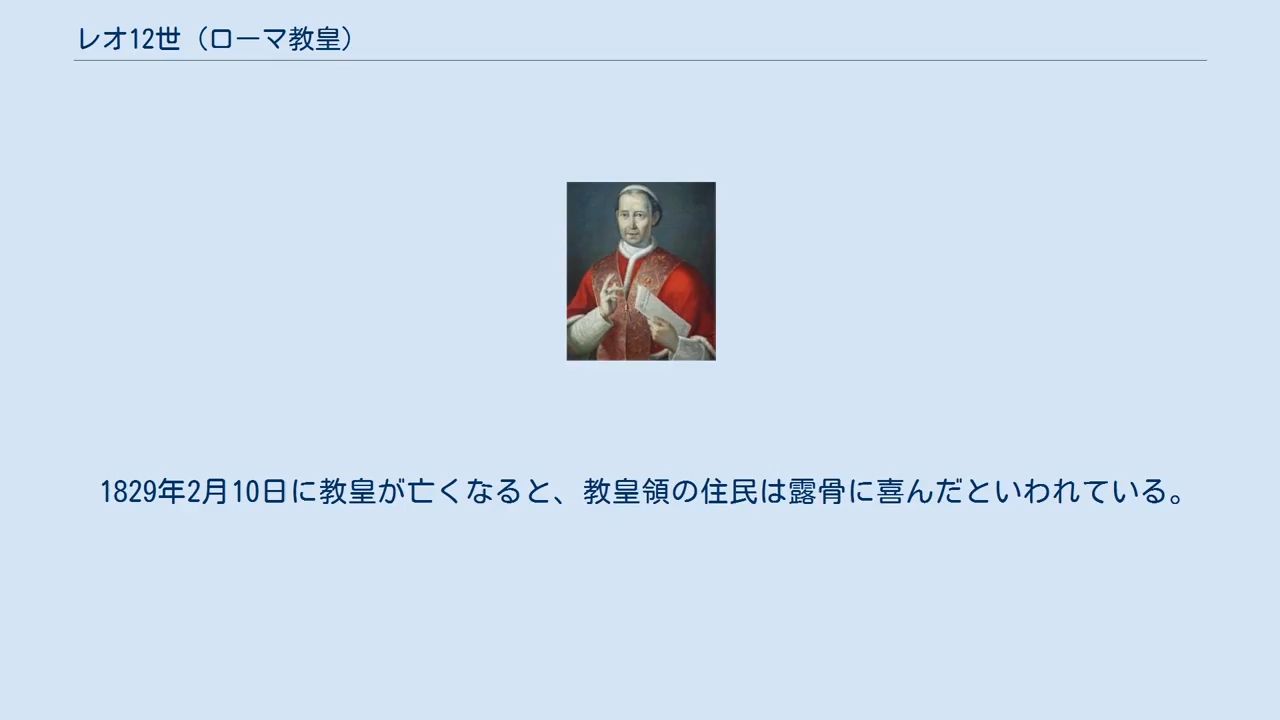 レオ12世（ローマ教皇）
1829年2月10日に教皇が亡くなると、教皇領の住民は露骨に喜んだといわれている。